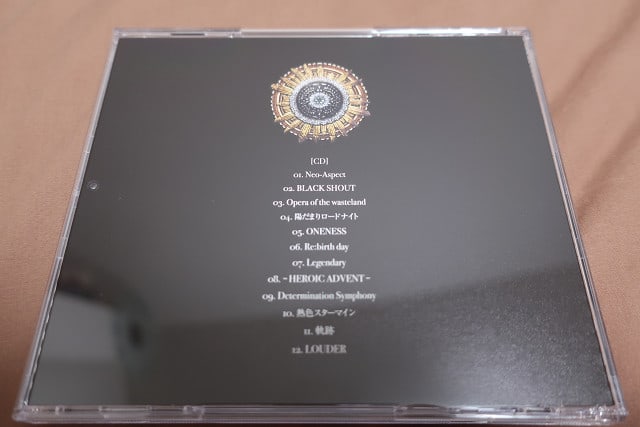 [CD]
01. Neo-Aspect
02. BLACK SHOUT
03. Opera of the wasteland
04. 陽だまりロードナイト
05. ONENESS
06. Re:birth day
07. Legendary
08. -HEROIC ADVENT-
09. Determination Symphony
10. 熱色スターマイン
11. 軌跡
12. LOUDER